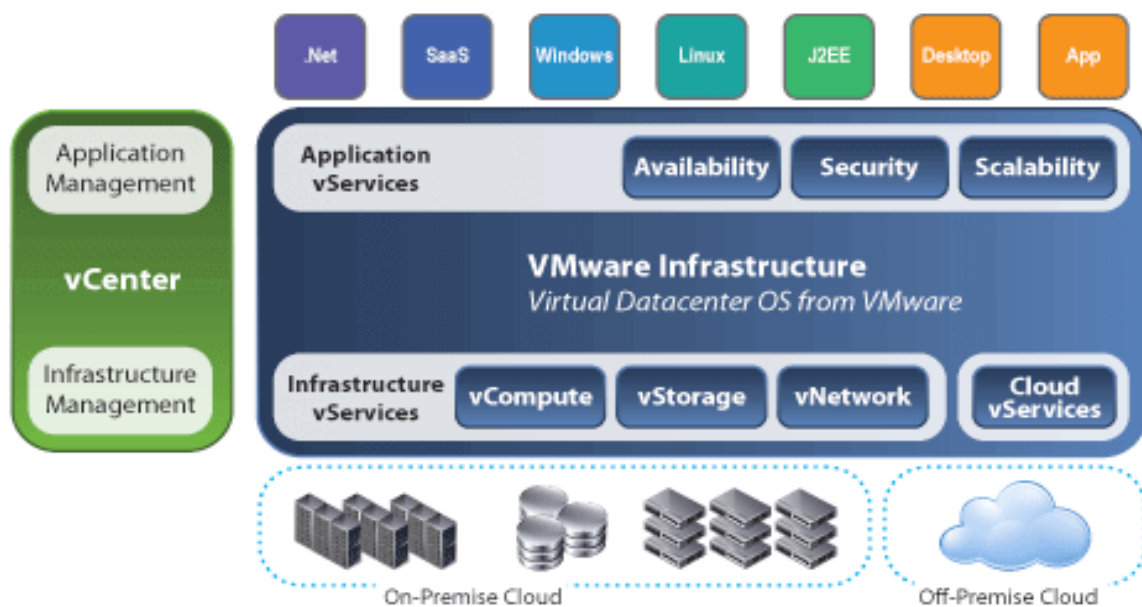 .Net
SaaS
Windows
Linux
J2EE
Desktop
App
Application
Management
vCenter
Infrastructure
Management
Application
vServices
Availability
Security
Scalability
VMware Infrastructure
Virtual Datacenter OS from VMware
Infrastructure
vServices
vCompute
vStorage
vNetwork
Cloud
vServices
On-Premise Cloud
Off-Premise Cloud